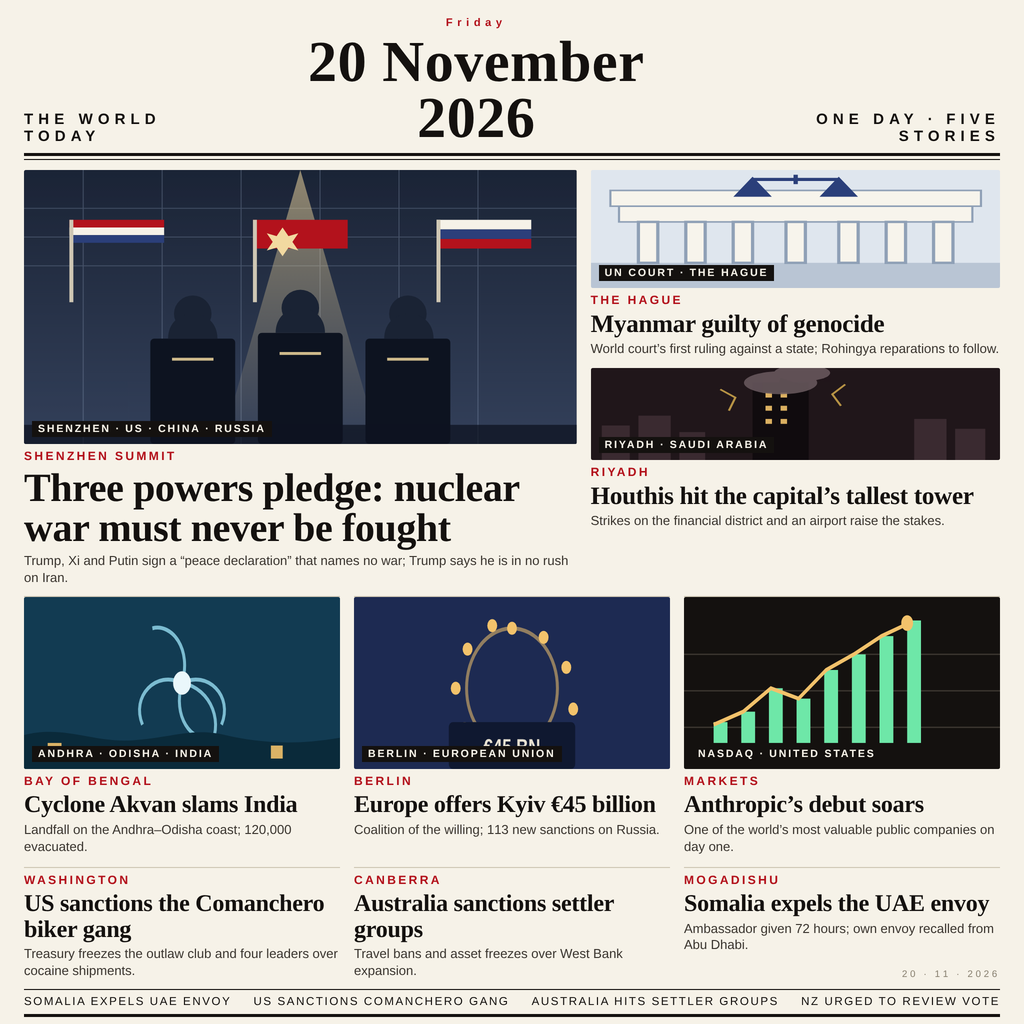 Friday
20 November
2026
THE WORLD
TODAY
ONE DAY · FIVE
STORIES
SHENZHEN · US · CHINA · RUSSIA
SHENZHEN SUMMIT
Three powers pledge: nuclear
war must never be fought
Trump, Xi and Putin sign a “peace declaration” that names no war; Trump says he is in no rush
on Iran.
UN COURT · THE HAGUE
THE HAGUE
Myanmar guilty of genocide
World court’s first ruling against a state; Rohingya reparations to follow.
RIYADH · SAUDI ARABIA
RIYADH
Houthis hit the capital’s tallest tower
Strikes on the financial district and an airport raise the stakes.
ANDHRA · ODISHA · INDIA
BAY OF BENGAL
Cyclone Akvan slams India
Landfall on the Andhra–Odisha coast; 120,000
evacuated.
€45 BN
BERLIN · EUROPEAN UNION
BERLIN
Europe offers Kyiv €45 billion
Coalition of the willing; 113 new sanctions on Russia.
NASDAQ · UNITED STATES
MARKETS
Anthropic’s debut soars
One of the world’s most valuable public companies on
day one.
WASHINGTON
US sanctions the Comanchero
biker gang
Treasury freezes the outlaw club and four leaders over
cocaine shipments.
CANBERRA
Australia sanctions settler
groups
Travel bans and asset freezes over West Bank
expansion.
MOGADISHU
Somalia expels the UAE envoy
Ambassador given 72 hours; own envoy recalled from
Abu Dhabi.
20 · 11 · 2026
SOMALIA EXPELS UAE ENVOY US SANCTIONS COMANCHERO GANG AUSTRALIA HITS SETTLER GROUPS NZ URGED TO REVIEW VOTE